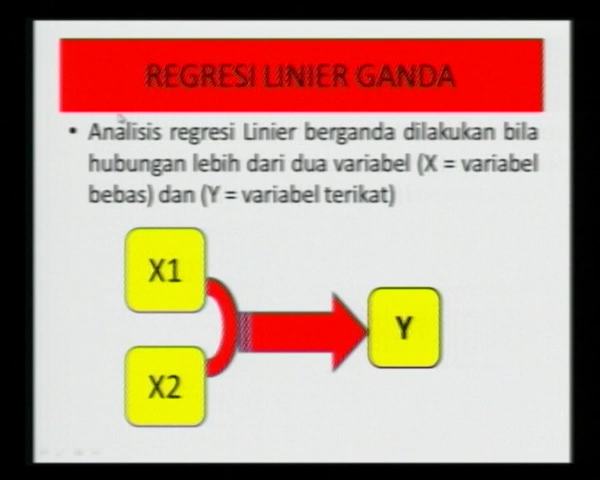 REGRESI LINIER GANDA
• Analisis regresi Linier berganda dilakukan bila
hubungan lebih dari dua variabel (X = variabel
bebas) dan (Y = variabel terikat)
X1
Y
X2